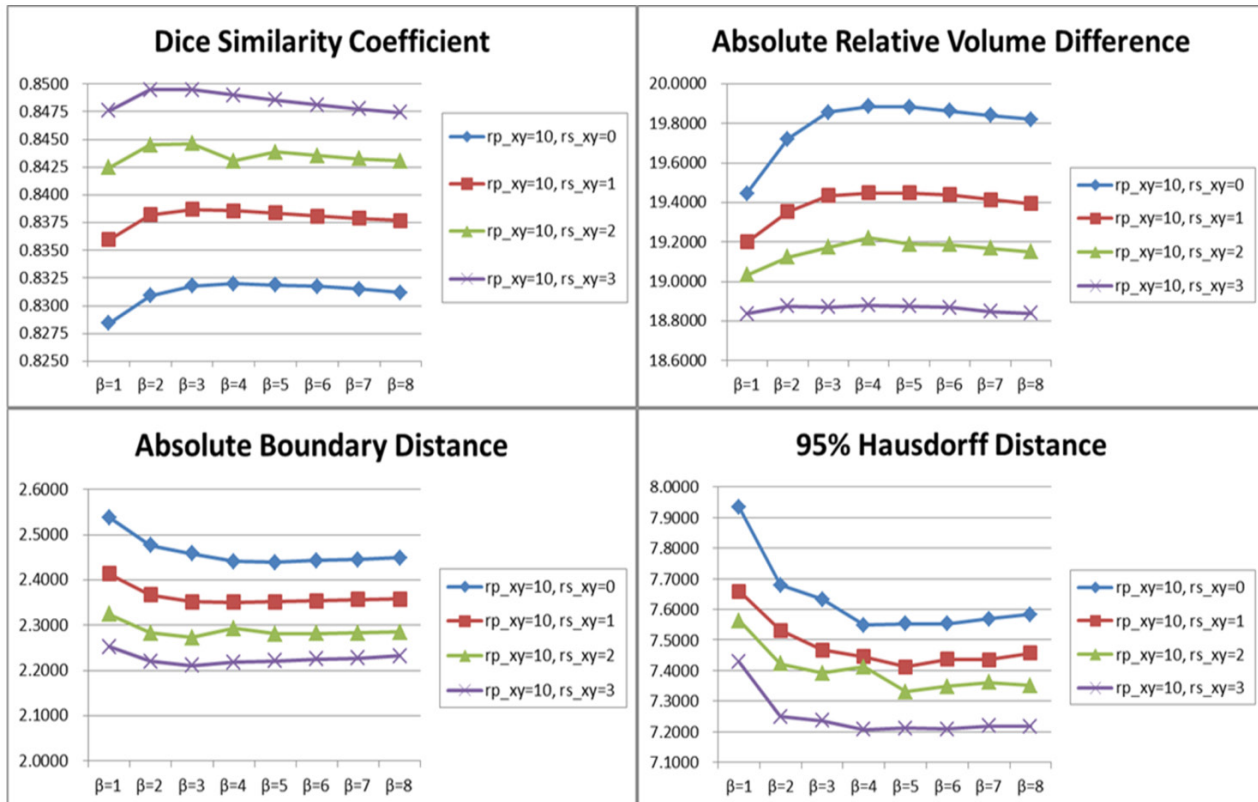 Dice Similarity Coefficient
0.8500
0.8475
0.8450
0.8425
0.8400
0.8375
0.8350
0.8325
0.8300
0.8275
0.8250
β=1 β=2 β=3 β=4 β=5 β=6 β=7 β=8
rp_xy=10, rs_xy=0
rp_xy=10, rs_xy=1
rp_xy=10, rs_xy=2
rp_xy=10, rs_xy=3
Absolute Relative Volume Difference
20.0000
19.8000
19.6000
19.4000
19.2000
19.0000
18.8000
18.6000
β=1 β=2 β=3 β=4 β=5 β=6 β=7 β=8
rp_xy=10, rs_xy=0
rp_xy=10, rs_xy=1
rp_xy=10, rs_xy=2
rp_xy=10, rs_xy=3
Absolute Boundary Distance
2.6000
2.5000
2.4000
2.3000
2.2000
2.1000
2.0000
β=1 β=2 β=3 β=4 β=5 β=6 β=7 β=8
rp_xy=10, rs_xy=0
rp_xy=10, rs_xy=1
rp_xy=10, rs_xy=2
rp_xy=10, rs_xy=3
95% Hausdorff Distance
8.0000
7.9000
7.8000
7.7000
7.6000
7.5000
7.4000
7.3000
7.2000
7.1000
β=1 β=2 β=3 β=4 β=5 β=6 β=7 β=8
rp_xy=10, rs_xy=0
rp_xy=10, rs_xy=1
rp_xy=10, rs_xy=2
rp_xy=10, rs_xy=3